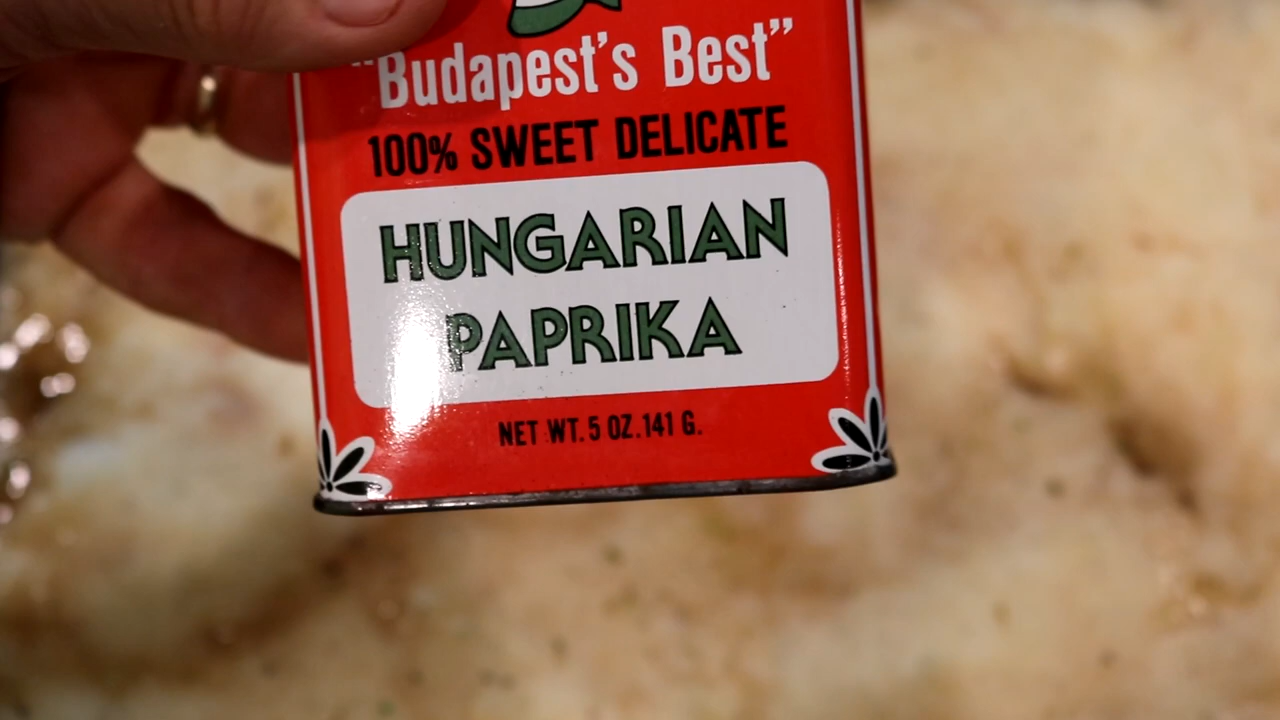 "Budapest's Best"
100% SWEET DELICATE
HUNGARIAN
PAPRIKA
NET WT. 5 OZ. 141 G.